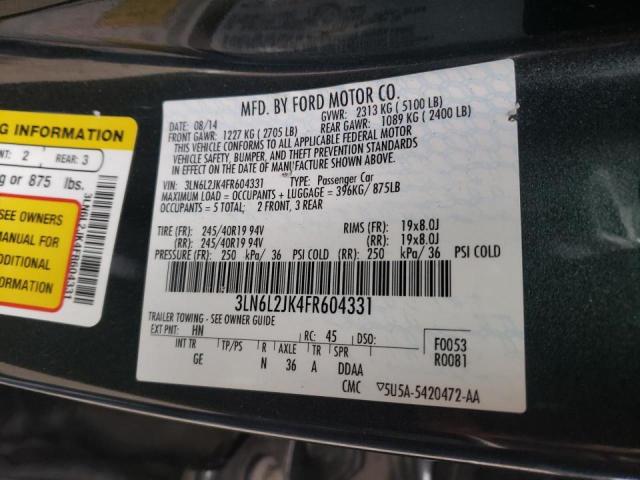 MFD. BY FORD MOTOR CO.
DATE: 08/14 GVWR: 2313 KG ( 5100 LB)
FRONT GAWR: 1227 KG ( 2705 LB) REAR GAWR: 1089 KG ( 2400 LB)
THIS VEHICLE CONFORMS TO ALL APPLICABLE FEDERAL MOTOR
VEHICLE SAFETY, BUMPER, AND THEFT PREVENTION STANDARDS
IN EFFECT ON THE DATE OF MANUFACTURE SHOWN ABOVE
VIN: 3LN6L2JK4FR604331 TYPE: Passenger Car
MAXIMUM LOAD = OCCUPANTS + LUGGAGE = 396KG/875LB
OCCUPANTS = 5 TOTAL; 2 FRONT, 3 REAR
TIRE (FR): 245/40R19 94V RIMS (FR): 19x8.0J
(RR): 245/40R19 94V (RR): 19x8.0J
PRESSURE (FR): 250 kPa/ 36 PSI COLD (RR): 250 kPa/ 36 PSI COLD
3LN6L2JK4FR604331
TRAILER TOWING - SEE OWNER GUIDE
EXT PNT: HN RC: 45 DSO: F0053
INT TR TP/PS R AXLE TR SPR R0081
GE N 36 A DDAA
CMC 5U5A-5420472-AA
G INFORMATION
NT: 2 REAR: 3
g or 875 lbs.
SEE OWNERS
MANUAL FOR
ADDITIONAL
INFORMATION
3LN6L2JK4FR604331